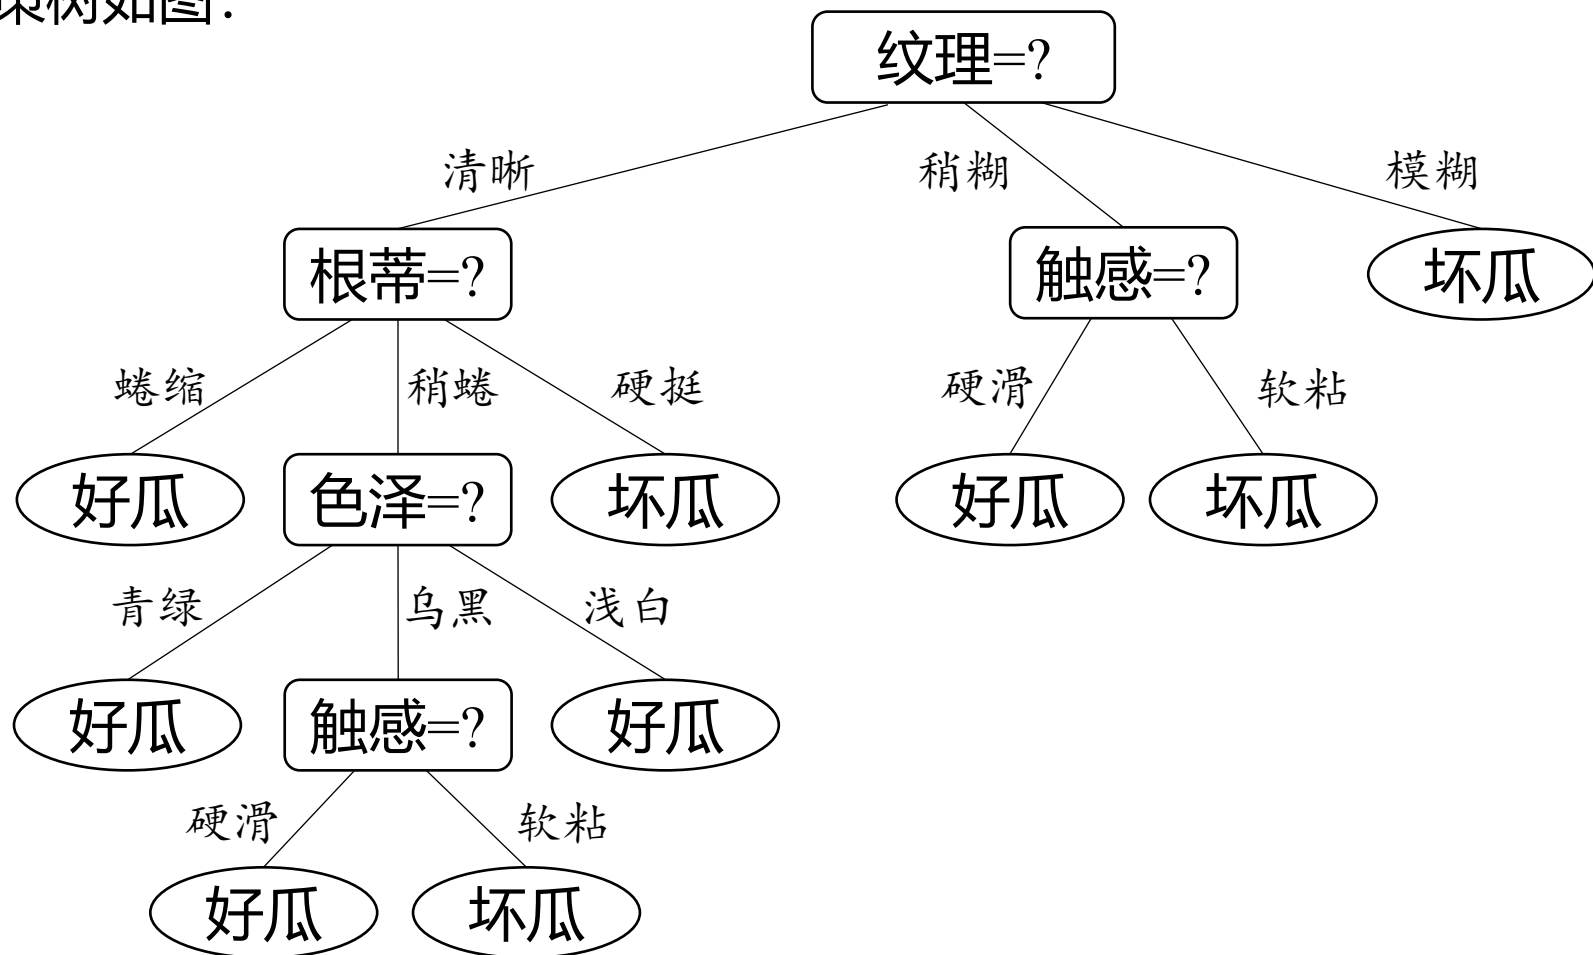 策树如图:
纹理=?
清晰 稍糊 模糊
根蒂=? 触感=? 坏瓜
蜷缩 稍蜷 硬挺 硬滑 软粘
好瓜 色泽=? 坏瓜 好瓜 坏瓜
青绿 乌黑 浅白
好瓜 触感=? 好瓜
硬滑 软粘
好瓜 坏瓜